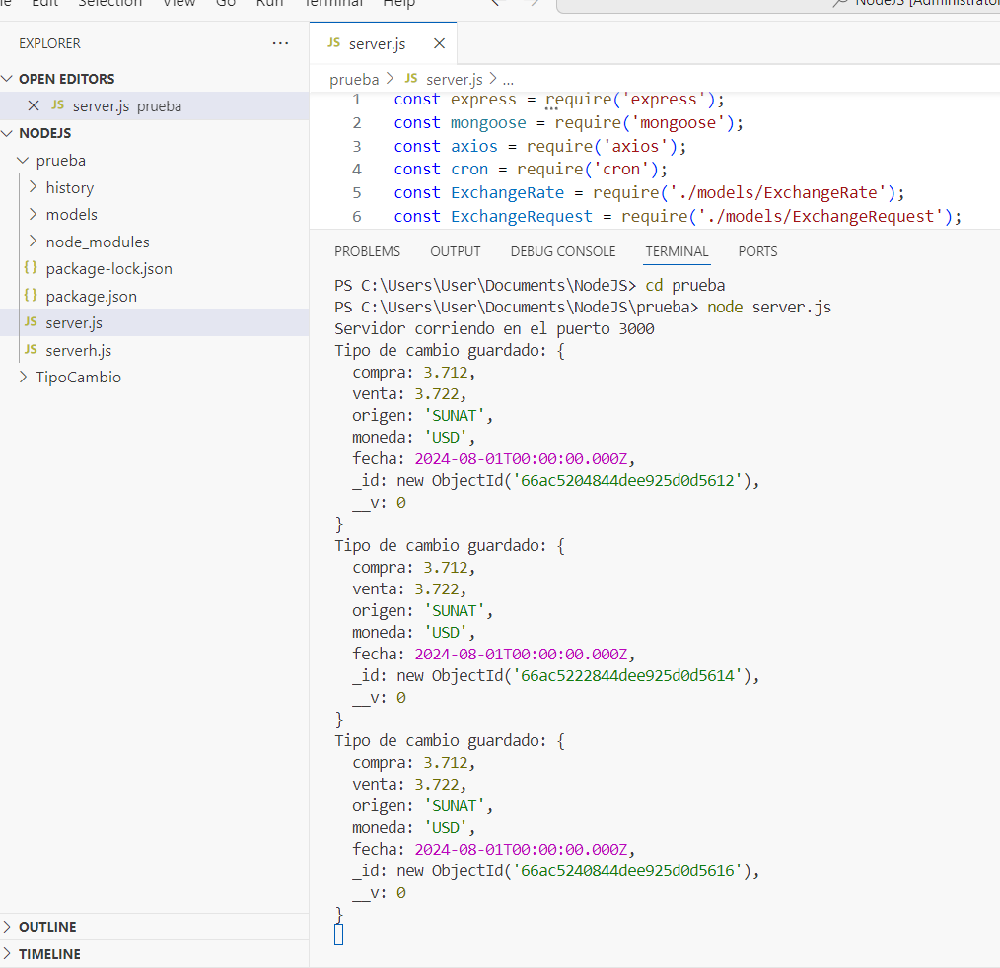 Edit Selection View Go Run Terminal Help
NodeJS [Administrator
EXPLORER
...
OPEN EDITORS
JS server.js prueba
NODEJS
prueba
history
models
node_modules
{} package-lock.json
{} package.json
JS server.js
JS serverh.js
TipoCambio
OUTLINE
TIMELINE
JS server.js
prueba > JS server.js > ...
1 const express = require('express');
2 const mongoose = require('mongoose');
3 const axios = require('axios');
4 const cron = require('cron');
5 const ExchangeRate = require('./models/ExchangeRate');
6 const ExchangeRequest = require('./models/ExchangeRequest');
PROBLEMS OUTPUT DEBUG CONSOLE TERMINAL PORTS
PS C:\Users\User\Documents\NodeJS> cd prueba
PS C:\Users\User\Documents\NodeJS\prueba> node server.js
Servidor corriendo en el puerto 3000
Tipo de cambio guardado: {
compra: 3.712,
venta: 3.722,
origen: 'SUNAT',
moneda: 'USD',
fecha: 2024-08-01T00:00:00.000Z,
_id: new ObjectId('66ac5204844dee925d0d5612'),
__v: 0
}
Tipo de cambio guardado: {
compra: 3.712,
venta: 3.722,
origen: 'SUNAT',
moneda: 'USD',
fecha: 2024-08-01T00:00:00.000Z,
_id: new ObjectId('66ac5222844dee925d0d5614'),
__v: 0
}
Tipo de cambio guardado: {
compra: 3.712,
venta: 3.722,
origen: 'SUNAT',
moneda: 'USD',
fecha: 2024-08-01T00:00:00.000Z,
_id: new ObjectId('66ac5240844dee925d0d5616'),
__v: 0
}